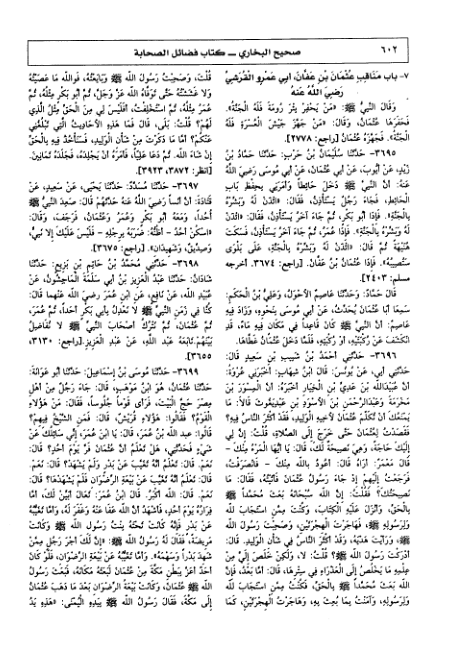 ٦٠٢
صحيح البخاري ــ كتاب فضائل الصحابة
٧- باب مَنَاقِبِ عُثْمَانَ بْنِ عَفَّانَ، أبي عَمْرٍو القُرَشيِّ
رَضِيَ اللهُ عَنهُ
وَقَالَ النَّبِيُّ ﷺ: «مَنْ يَحْفِرْ بِئْرَ رُومَةَ فَلَهُ الجَنَّةُ».
فَحَفَرَهَا عُثْمَانُ، وَقَالَ: «مَنْ جَهَّزَ جَيْشَ العُسْرَةِ فَلَهُ
الجَنَّةُ». فَجَهَّزَهُ عُثْمَانُ [راجع: ٢٧٧٨].
٣٦٩٥- حَدَّثَنَا سُلَيْمَانُ بْنُ حَرْبٍ: حَدَّثَنَا حَمَّادُ بْنُ
زَيْدٍ، عَنْ أَيُّوبَ، عَنْ أَبِي عُثْمَانَ، عَنْ أَبِي مُوسَى رَضِيَ اللهُ
عَنهُ: أنَّ النَّبِيَّ ﷺ دَخَلَ حَائِطًا وَأَمَرَنِي بِحِفْظِ بَابِ
الحَائِطِ، فَجَاءَ رَجُلٌ يَسْتَأْذِنُ، فَقَالَ: «ائْذَنْ لَهُ وَبَشِّرْهُ
بِالجَنَّةِ». فَإِذَا أَبُو بَكْرٍ، ثُمَّ جَاءَ آخَرُ يَسْتَأْذِنُ، فَقَالَ: «ائْذَنْ
لَهُ وَبَشِّرْهُ بِالجَنَّةِ». فَإِذَا عُمَرُ، ثُمَّ جَاءَ آخَرُ يَسْتَأْذِنُ، فَسَكَتَ
هُنَيْهَةً ثُمَّ قَالَ: «ائْذَنْ لَهُ وَبَشِّرْهُ بِالجَنَّةِ، عَلَى بَلْوَى
سَتُصِيبُهُ». فَإِذَا عُثْمَانُ بْنُ عَفَّانَ. [راجع: ٣٦٧٤. أخرجه
مسلم: ٢٤٠٣].
قَالَ حَمَّادٌ: وَحَدَّثَنَا عَاصِمٌ الأحْوَلُ، وَعَلِيُّ بْنُ الحَكَمِ:
سَمِعَا أَبَا عُثْمَانَ يُحَدِّثُ، عَنْ أَبِي مُوسَى بِنَحْوِهِ، وَزَادَ فِيهِ
عَاصِمٌ: أنَّ النَّبِيَّ ﷺ كَانَ قَاعِدًا فِي مَكَانٍ فِيهِ مَاءٌ، قَدِ
انْكَشَفَ عَنْ رُكْبَتَيْهِ، أَوْ رُكْبَتِهِ، فَلَمَّا دَخَلَ عُثْمَانُ غَطَّاهَا.
٣٦٩٦- حَدَّثَنِي أَحْمَدُ بْنُ شَبِيبِ بْنِ سَعِيدٍ قَالَ:
حَدَّثَنِي أَبِي، عَنْ يُونُسَ: قَالَ ابْنُ شِهَابٍ: أَخْبَرَنِي عُرْوَةُ:
أَنَّ عُبَيْدَاللهِ بْنَ عَدِيِّ بْنِ الخِيَارِ أَخْبَرَهُ: أَنَّ المِسْوَرَ بْنَ
مَخْرَمَةَ وَعَبْدَالرَّحْمَنِ بْنَ الأَسْوَدِ بْنِ عَبْدِيَغُوثَ قَالَا: مَا
يَمْنَعُكَ أَنْ تُكَلِّمَ عُثْمَانَ لأَخِيهِ الوَلِيدِ، فَقَدْ أَكْثَرَ النَّاسُ فِيهِ؟
فَقَصَدْتُ لِعُثْمَانَ حَتَّى خَرَجَ إِلَى الصَّلَاةِ، قُلْتُ: إِنَّ لِي
إِلَيْكَ حَاجَةً، وَهِيَ نَصِيحَةٌ لَكَ، قَالَ: يَا أَيُّهَا المَرْءُ مِنْكَ -
قَالَ مَعْمَرٌ: أُرَاهُ قَالَ: أَعُوذُ بِاللهِ مِنْكَ - فَانْصَرَفْتُ،
فَرَجَعْتُ إِلَيْهِمْ إِذْ جَاءَ رَسُولُ عُثْمَانَ فَأَتَيْتُهُ، فَقَالَ: مَا
نَصِيحَتُكَ؟ فَقُلْتُ: إِنَّ اللهَ سُبْحَانَهُ بَعَثَ مُحَمَّدًا ﷺ
بِالحَقِّ، وَأَنْزَلَ عَلَيْهِ الكِتَابَ، وَكُنْتَ مِمَّنِ اسْتَجَابَ للهِ
وَلِرَسُولِهِ ﷺ، فَهَاجَرْتَ الهِجْرَتَيْنِ، وَصَحِبْتَ رَسُولَ اللهِ
ﷺ، وَرَأَيْتَ هَدْيَهُ، وَقَدْ أَكْثَرَ النَّاسُ فِي شَأْنِ الوَلِيدِ. قَالَ:
أَدْرَكْتَ رَسُولَ اللهِ ﷺ؟ قُلْتُ: لَا، وَلَكِنْ خَلَصَ إِلَيَّ مِنْ
عِلْمِهِ مَا يَخْلُصُ إِلَى العَذْرَاءِ فِي سِتْرِهَا، قَالَ: أَمَّا بَعْدُ، فَإِنَّ
اللهَ بَعَثَ مُحَمَّدًا ﷺ بِالحَقِّ، فَكُنْتُ مِمَّنِ اسْتَجَابَ للهِ
وَلِرَسُولِهِ، وَآمَنْتُ بِمَا بُعِثَ بِهِ، وَهَاجَرْتُ الهِجْرَتَيْنِ، كَمَا
قُلْتَ، وَصَحِبْتُ رَسُولَ اللهِ ﷺ وَبَايَعْتُهُ، فَوَاللهِ مَا عَصَيْتُهُ
وَلَا غَشَشْتُهُ حَتَّى تَوَفَّاهُ اللهُ عَزَّ وَجَلَّ، ثُمَّ أَبُو بَكْرٍ مِثْلُهُ، ثُمَّ
عُمَرُ مِثْلُهُ، ثُمَّ اسْتُخْلِفْتُ، أَفَلَيْسَ لِي مِنَ الحَقِّ مِثْلُ الَّذِي
لَهُمْ؟ قُلْتُ: بَلَى، قَالَ: فَمَا هَذِهِ الأَحَادِيثُ الَّتِي تَبْلُغُنِي
عَنْكُمْ؟ أَمَّا مَا ذَكَرْتَ مِنْ شَأْنِ الوَلِيدِ، فَسَنَأْخُذُ فِيهِ بِالحَقِّ
إِنْ شَاءَ اللهُ. ثُمَّ دَعَا عَلِيًّا، فَأَمَرَهُ أَنْ يَجْلِدَهُ، فَجَلَدَهُ ثَمَانِينَ.
[انظر: ٣٨٧٢، ٣٩٢٣].
٣٦٩٧- حَدَّثَنَا مُسَدَّدٌ: حَدَّثَنَا يَحْيَى، عَنْ سَعِيدٍ، عَنْ
قَتَادَةَ: أَنَّ أَنَسًا رَضِيَ اللهُ عَنهُ حَدَّثَهُمْ قَالَ: صَعِدَ النَّبِيُّ ﷺ
أُحُدًا، وَمَعَهُ أَبُو بَكْرٍ وَعُمَرُ وَعُثْمَانُ، فَرَجَفَ، وَقَالَ:
«اسْكُنْ أُحُدُ - أَظُنُّهُ: ضَرَبَهُ بِرِجْلِهِ - فَلَيْسَ عَلَيْكَ إِلَّا نَبِيٌّ،
وَصِدِّيقٌ، وَشَهِيدَانِ». [راجع: ٣٦٧٥].
٣٦٩٨- حَدَّثَنِي مُحَمَّدُ بْنُ حَاتِمِ بْنِ بَزِيعٍ: حَدَّثَنَا
شَاذَانُ: حَدَّثَنَا عَبْدُ العَزِيزِ بْنُ أَبِي سَلَمَةَ المَاجِشُونُ، عَنْ
عُبَيْدِ اللهِ، عَنْ نَافِعٍ، عَنِ ابْنِ عُمَرَ رَضِيَ اللهُ عَنهُما قَالَ:
كُنَّا فِي زَمَنِ النَّبِيِّ ﷺ لَا نَعْدِلُ بِأَبِي بَكْرٍ أَحَدًا، ثُمَّ عُمَرَ،
ثُمَّ عُثْمَانَ، ثُمَّ نَتْرُكُ أَصْحَابَ النَّبِيِّ ﷺ لَا نُفَاضِلُ
بَيْنَهُمْ. تَابَعَهُ عَبْدُ اللهِ، عَنْ عَبْدِ العَزِيزِ. [راجع: ٣١٣٠،
٣٦٥٥].
٣٦٩٩- حَدَّثَنَا مُوسَى بْنُ إِسْمَاعِيلَ: حَدَّثَنَا أَبُو عَوَانَةَ:
حَدَّثَنَا عُثْمَانُ، هُوَ ابْنُ مَوْهَبٍ، قَالَ: جَاءَ رَجُلٌ مِنْ أَهْلِ
مِصْرَ حَجَّ البَيْتَ، فَرَأَى قَوْمًا جُلُوسًا، فَقَالَ: مَنْ هَؤُلَاءِ
القَوْمُ؟ فَقَالُوا: هَؤُلَاءِ قُرَيْشٌ، قَالَ: فَمَنِ الشَّيْخُ فِيهِمْ؟
قَالُوا: عبد الله بْنُ عُمَرَ، قَالَ: يَا ابْنَ عُمَرَ، إِنِّي سَائِلُكَ عَنْ
شَيْءٍ فَحَدِّثْنِي، هَلْ تَعْلَمُ أَنَّ عُثْمَانَ فَرَّ يَوْمَ أُحُدٍ؟ قَالَ:
نَعَمْ. قَالَ: تَعْلَمُ أَنَّهُ تَغَيَّبَ عَنْ بَدْرٍ وَلَمْ يَشْهَدْ؟ قَالَ: نَعَمْ.
قَالَ: تَعْلَمُ أَنَّهُ تَغَيَّبَ عَنْ بَيْعَةِ الرِّضْوَانِ فَلَمْ يَشْهَدْهَا؟ قَالَ:
نَعَمْ. قَالَ: اللهُ أَكْبَرُ. قَالَ ابْنُ عُمَرَ: تَعَالَ أُبَيِّنْ لَكَ، أَمَّا
فِرَارُهُ يَوْمَ أُحُدٍ، فَأَشْهَدُ أَنَّ اللهَ عَفَا عَنْهُ وَغَفَرَ لَهُ، وَأَمَّا تَغَيُّبُهُ
عَنْ بَدْرٍ فَإِنَّهُ كَانَتْ تَحْتَهُ بِنْتُ رَسُولِ اللهِ ﷺ وَكَانَتْ
مَرِيضَةً، فَقَالَ لَهُ رَسُولُ اللهِ ﷺ: «إِنَّ لَكَ أَجْرَ رَجُلٍ مِمَّنْ
شَهِدَ بَدْرًا وَسَهْمَهُ». وَأَمَّا تَغَيُّبُهُ عَنْ بَيْعَةِ الرِّضْوَانِ، فَلَوْ كَانَ
أَحَدٌ أَعَزَّ بِبَطْنِ مَكَّةَ مِنْ عُثْمَانَ لَبَعَثَهُ مَكَانَهُ، فَبَعَثَ رَسُولُ
اللهِ ﷺ عُثْمَانَ، وَكَانَتْ بَيْعَةُ الرِّضْوَانِ بَعْدَ مَا ذَهَبَ عُثْمَانُ
إِلَى مَكَّةَ، فَقَالَ رَسُولُ اللهِ ﷺ بِيَدِهِ اليُمْنَى: «هَذِهِ يَدُ